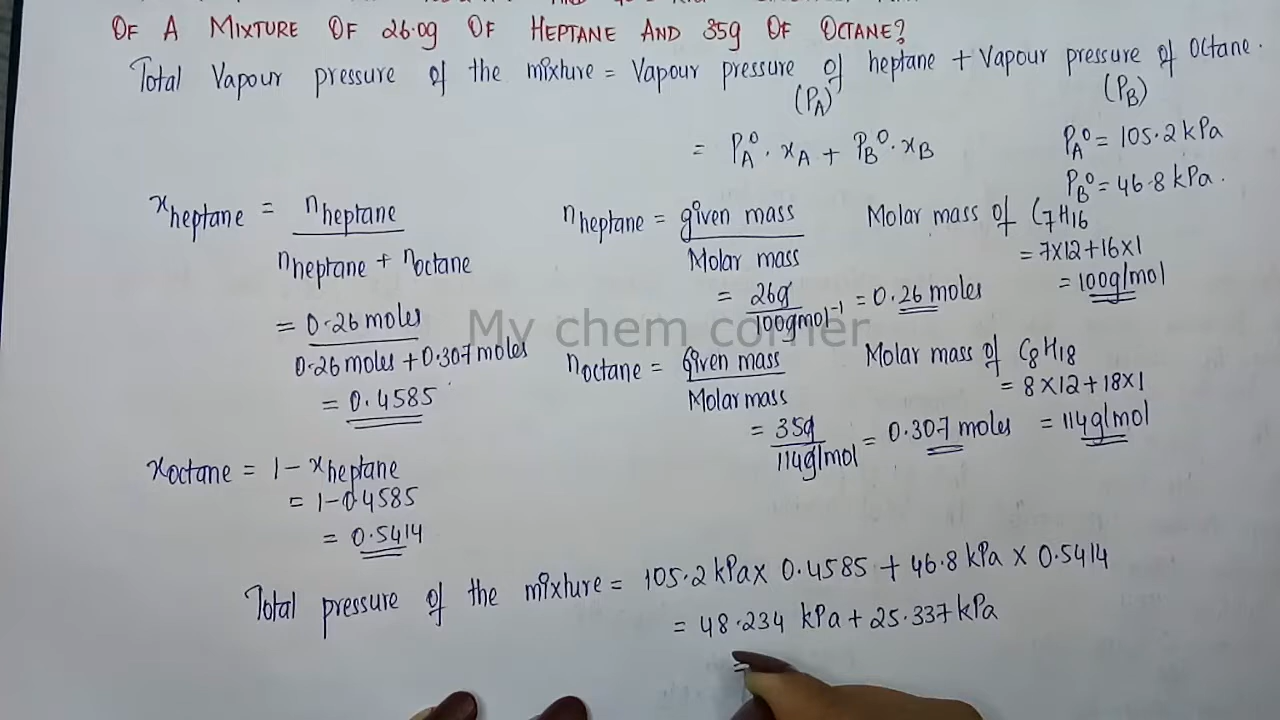 OF A MIXTURE OF 26.0g OF HEPTANE AND 35g OF OCTANE?
Total Vapour pressure of the mixture = Vapour pressure of heptane + Vapour pressure of octane.
(PA) (PB)
= PA⁰ . xA + PB⁰ . xB
PA⁰ = 105.2 kPa
PB⁰ = 46.8 kPa.
xheptane = nheptane
nheptane + noctane
= 0.26 moles
0.26 moles + 0.307 moles
= 0.4585
nheptane = given mass
Molar mass
= 26g
100gmol⁻¹ = 0.26 moles
Molar mass of C7H16
= 7x12+16x1
= 100g/mol
My chem corner
noctane = given mass
Molar mass
= 35g
114g/mol = 0.307 moles
Molar mass of C8H18
= 8x12+18x1
= 114g/mol
xoctane = 1 - xheptane
= 1-0.4585
= 0.5414
Total pressure of the mixture = 105.2 kPa x 0.4585 + 46.8 kPa x 0.5414
= 48.234 kPa + 25.337 kPa
=